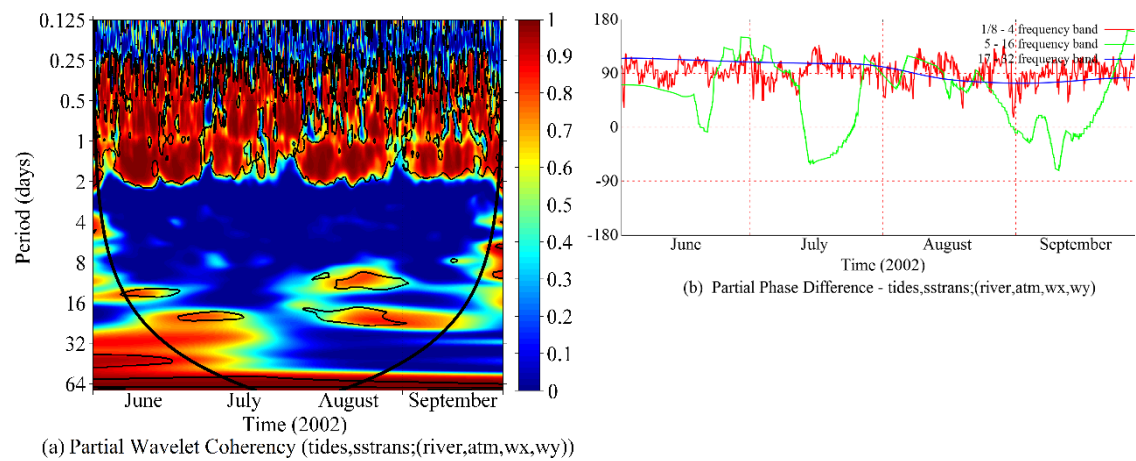 0.125
0.25
0.5
1
2
4
8
16
32
64
Period (days)
June July August September
Time (2002)
1
0.9
0.8
0.7
0.6
0.5
0.4
0.3
0.2
0.1
0
(a) Partial Wavelet Coherency (tides,sstrans;(river,atm,wx,wy))
180
90
0
-90
-180
1/8 - 4 frequency band
5 - 16 frequency band
17 - 32 frequency band
June July August September
Time (2002)
(b) Partial Phase Difference - tides,sstrans;(river,atm,wx,wy)